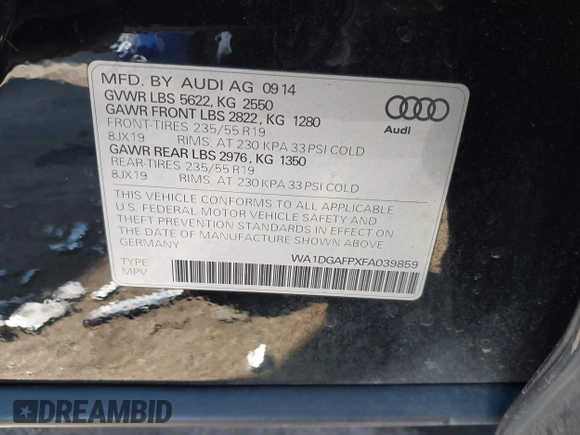 MFD. BY AUDI AG 09 14
GVWR LBS 5622, KG 2550
GAWR FRONT LBS 2822, KG 1280
FRONT-TIRES 235/55 R19
8JX19 RIMS, AT 230 KPA 33 PSI COLD
GAWR REAR LBS 2976, KG 1350
REAR-TIRES 235/55 R19
8JX19 RIMS, AT 230 KPA 33 PSI COLD
THIS VEHICLE CONFORMS TO ALL APPLICABLE
U.S. FEDERAL MOTOR VEHICLE SAFETY AND
THEFT PREVENTION STANDARDS IN EFFECT ON THE
DATE OF MANUFACTURE SHOWN ABOVE.
GERMANY
TYPE:
MPV
WA1DGAFPXFA039859
Audi
DREAMBID